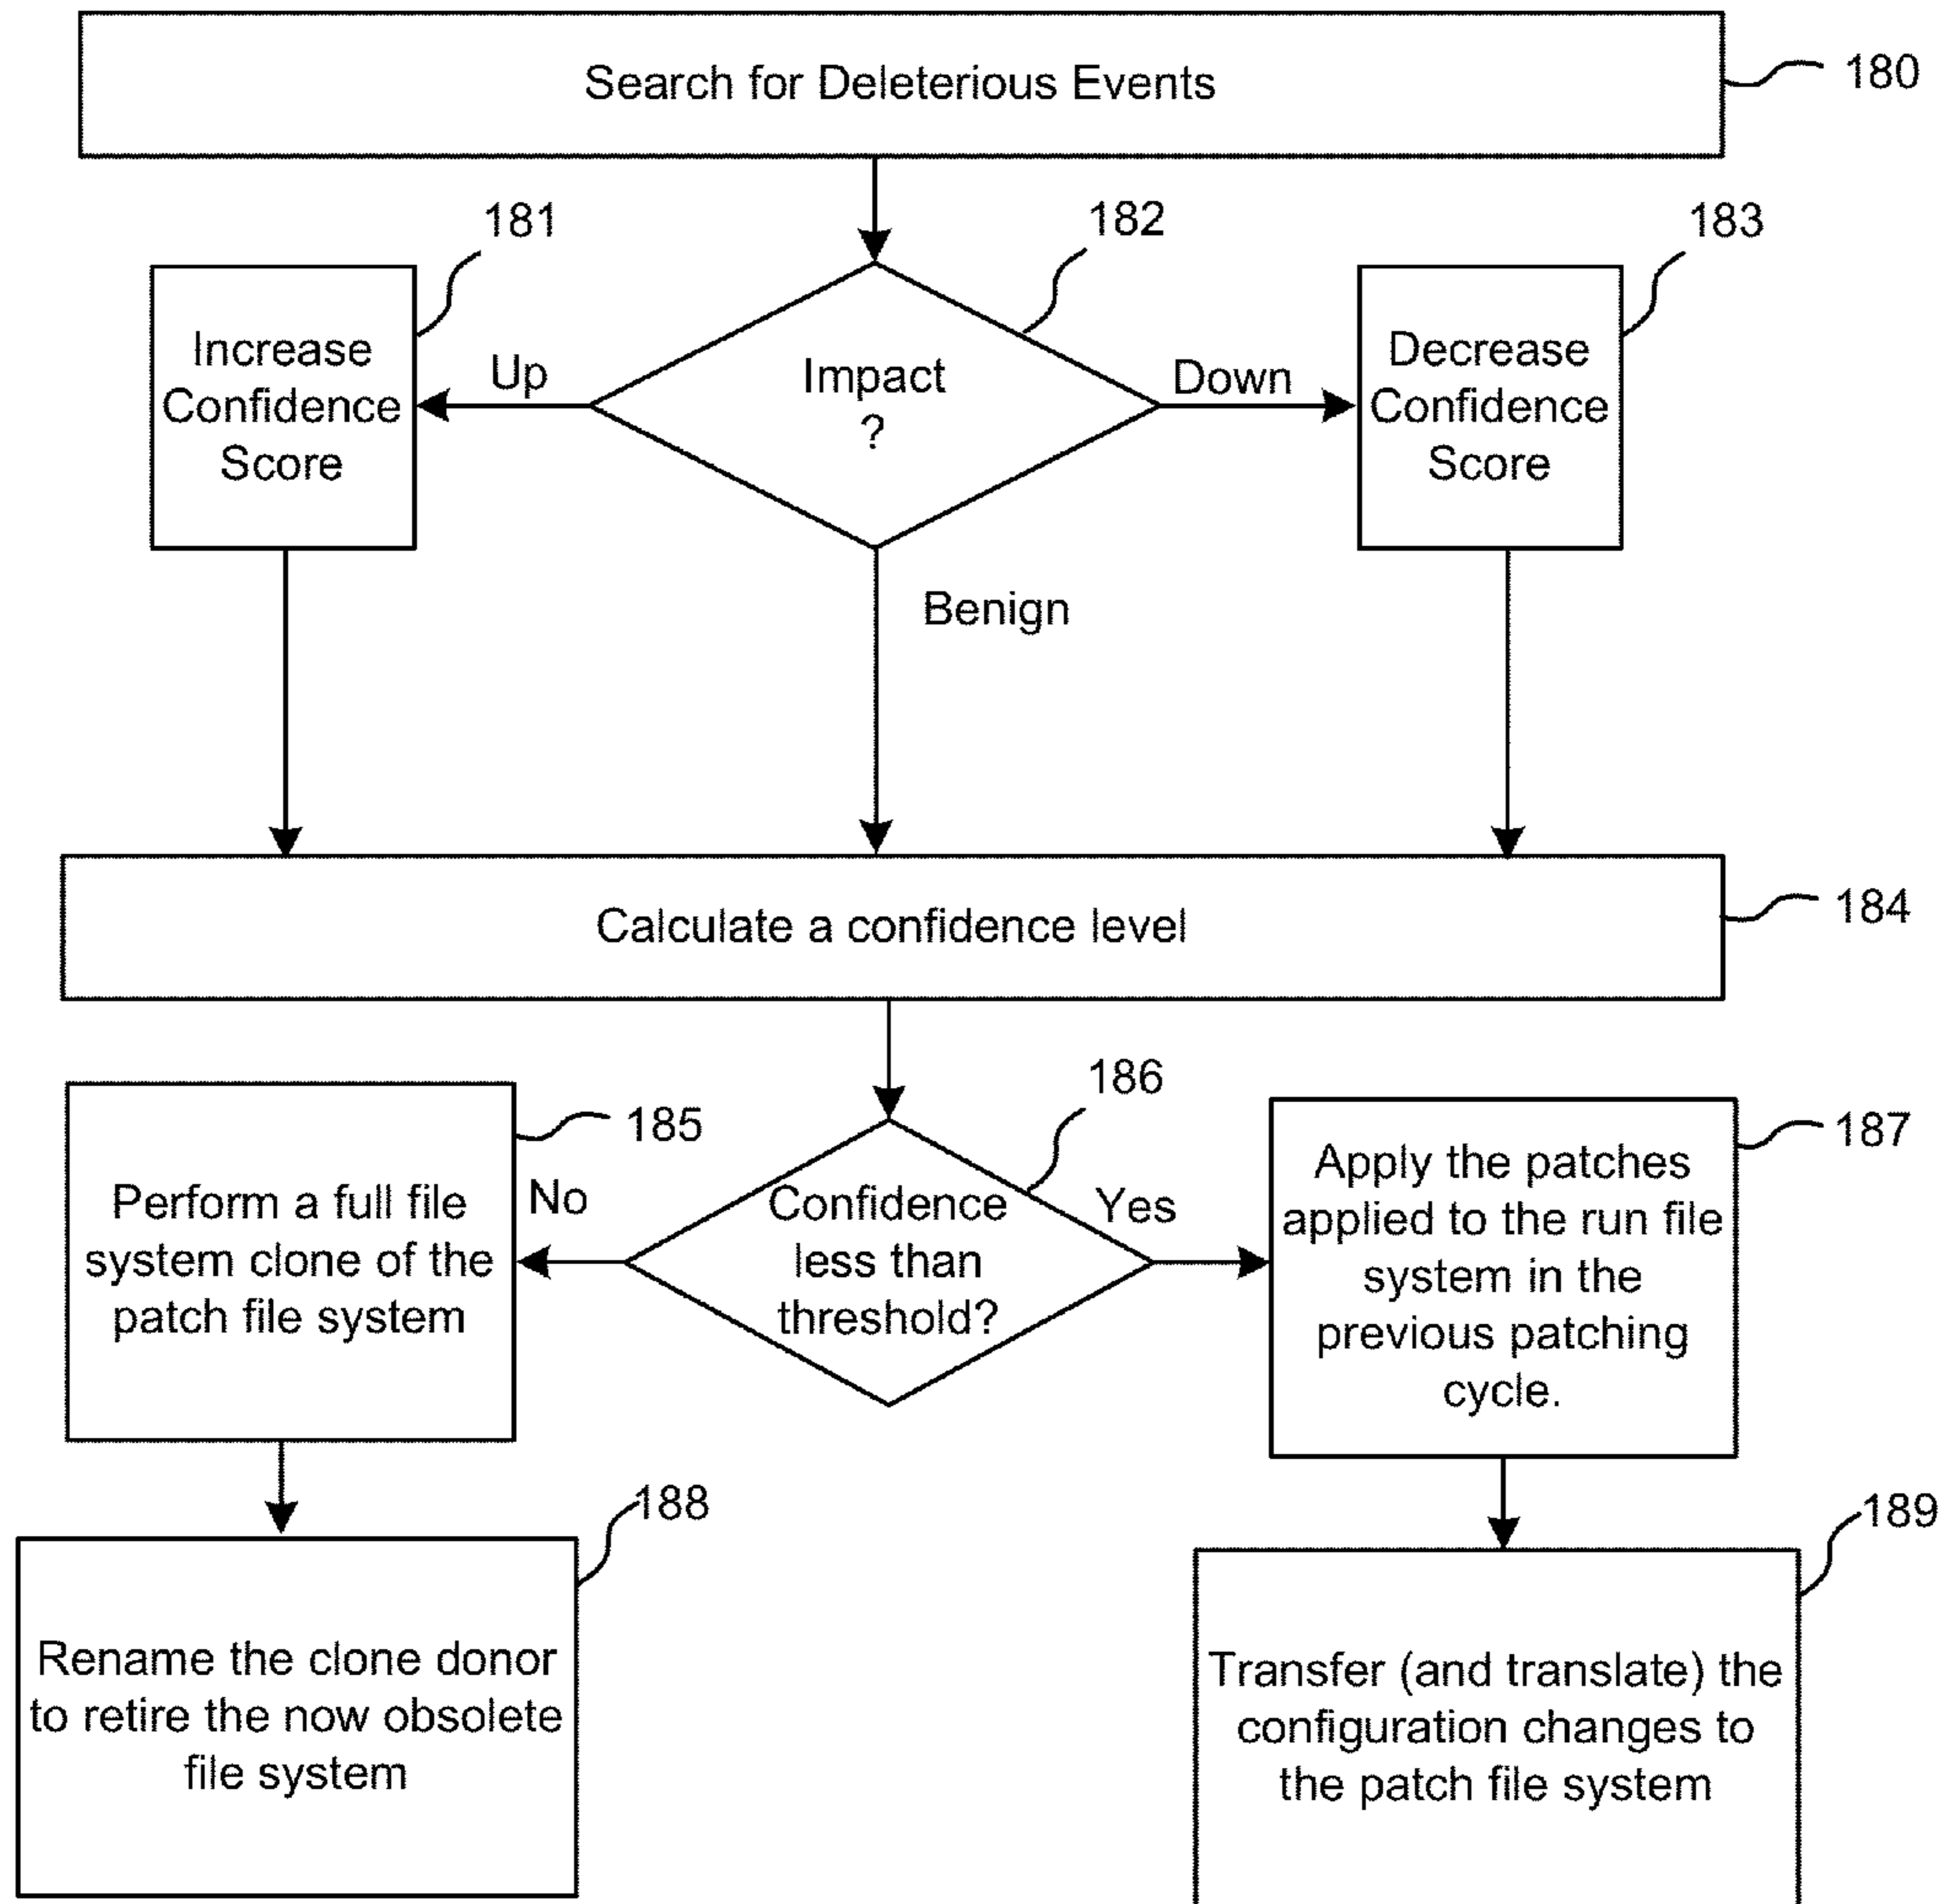 Search for Deleterious Events
180
181
182
183
Increase
Confidence
Score
Up
Impact
?
Down
Decrease
Confidence
Score
Benign
Calculate a confidence level
184
185
186
187
Perform a full file
system clone of the
patch file system
No
Confidence
less than
threshold?
Yes
Apply the patches
applied to the run file
system in the
previous patching
cycle.
188
189
Rename the clone donor
to retire the now obsolete
file system
Transfer (and translate) the
configuration changes to
the patch file system